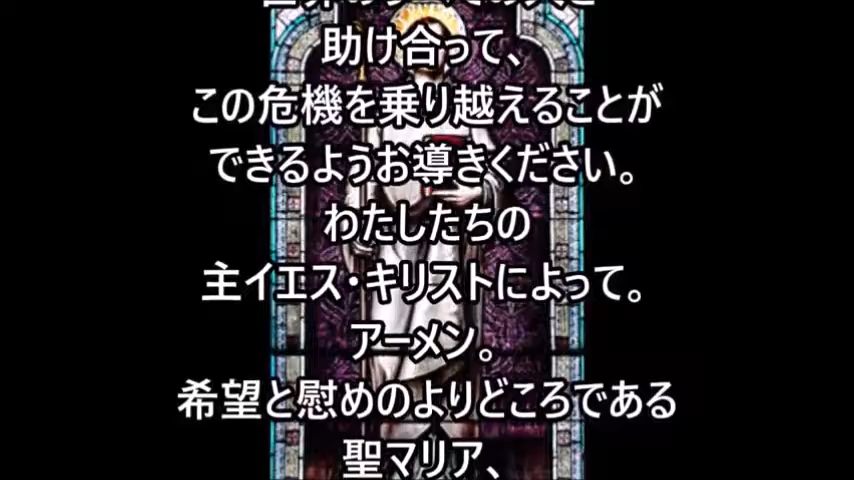 助け合って、
この危機を乗り越えることが
できるようお導きください。
わたしたちの
主イエス・キリストによって。
アーメン。
希望と慰めのよりどころである
聖マリア、